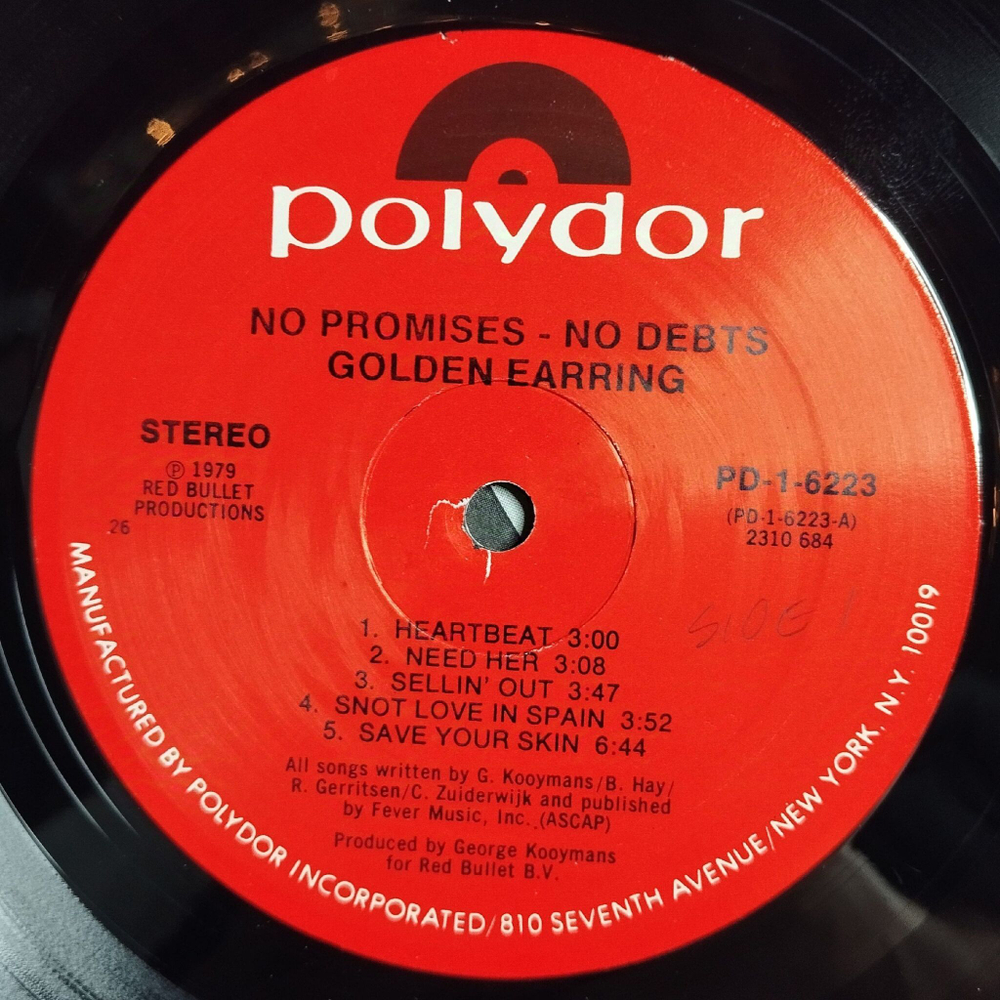 polydor
NO PROMISES - NO DEBTS
GOLDEN EARRING
STEREO
℗ 1979
RED BULLET
PRODUCTIONS
26
PD-1-6223
(PD-1-6223-A)
2310 684
SIDE 1
1. HEARTBEAT 3:00
2. NEED HER 3:08
3. SELLIN' OUT 3:47
4. SNOT LOVE IN SPAIN 3:52
5. SAVE YOUR SKIN 6:44
All songs written by G. Kooymans/B. Hay/
R. Gerritsen/C. Zuiderwijk and published
by Fever Music, Inc. (ASCAP)
Produced by George Kooymans
for Red Bullet B.V.
MANUFACTURED BY POLYDOR INCORPORATED/810 SEVENTH AVENUE/NEW YORK, N.Y. 10019